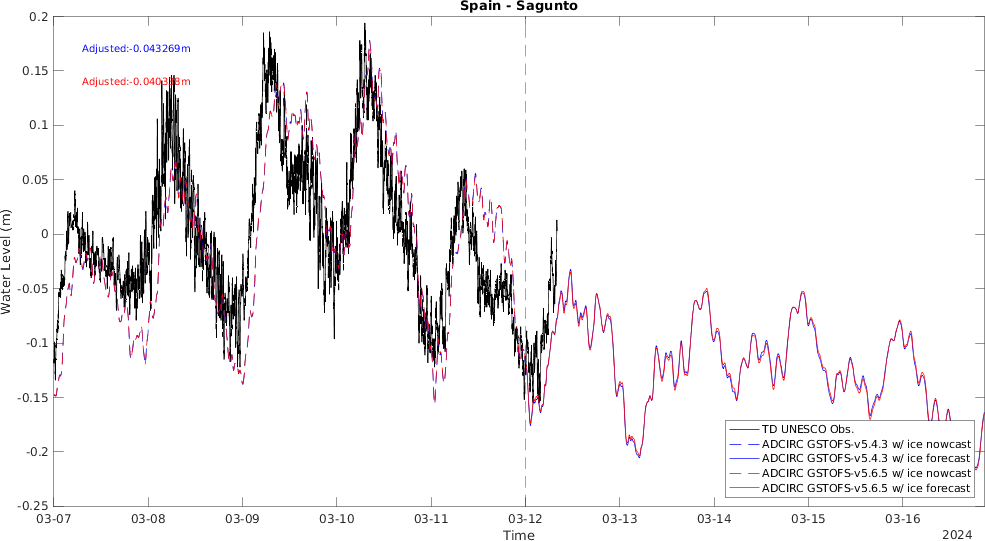 Spain - Sagunto
Water Level (m)
0.2
0.15
0.1
0.05
0
-0.05
-0.1
-0.15
-0.2
-0.25
Adjusted:-0.043269m
TD UNESCO Obs.
ADCIRC GSTOFS-v5.4.3 w/ ice nowcast
ADCIRC GSTOFS-v5.4.3 w/ ice forecast
ADCIRC GSTOFS-v5.6.5 w/ ice nowcast
ADCIRC GSTOFS-v5.6.5 w/ ice forecast
03-07 03-08 03-09 03-10 03-11 03-12 03-13 03-14 03-15 03-16
Time
2024